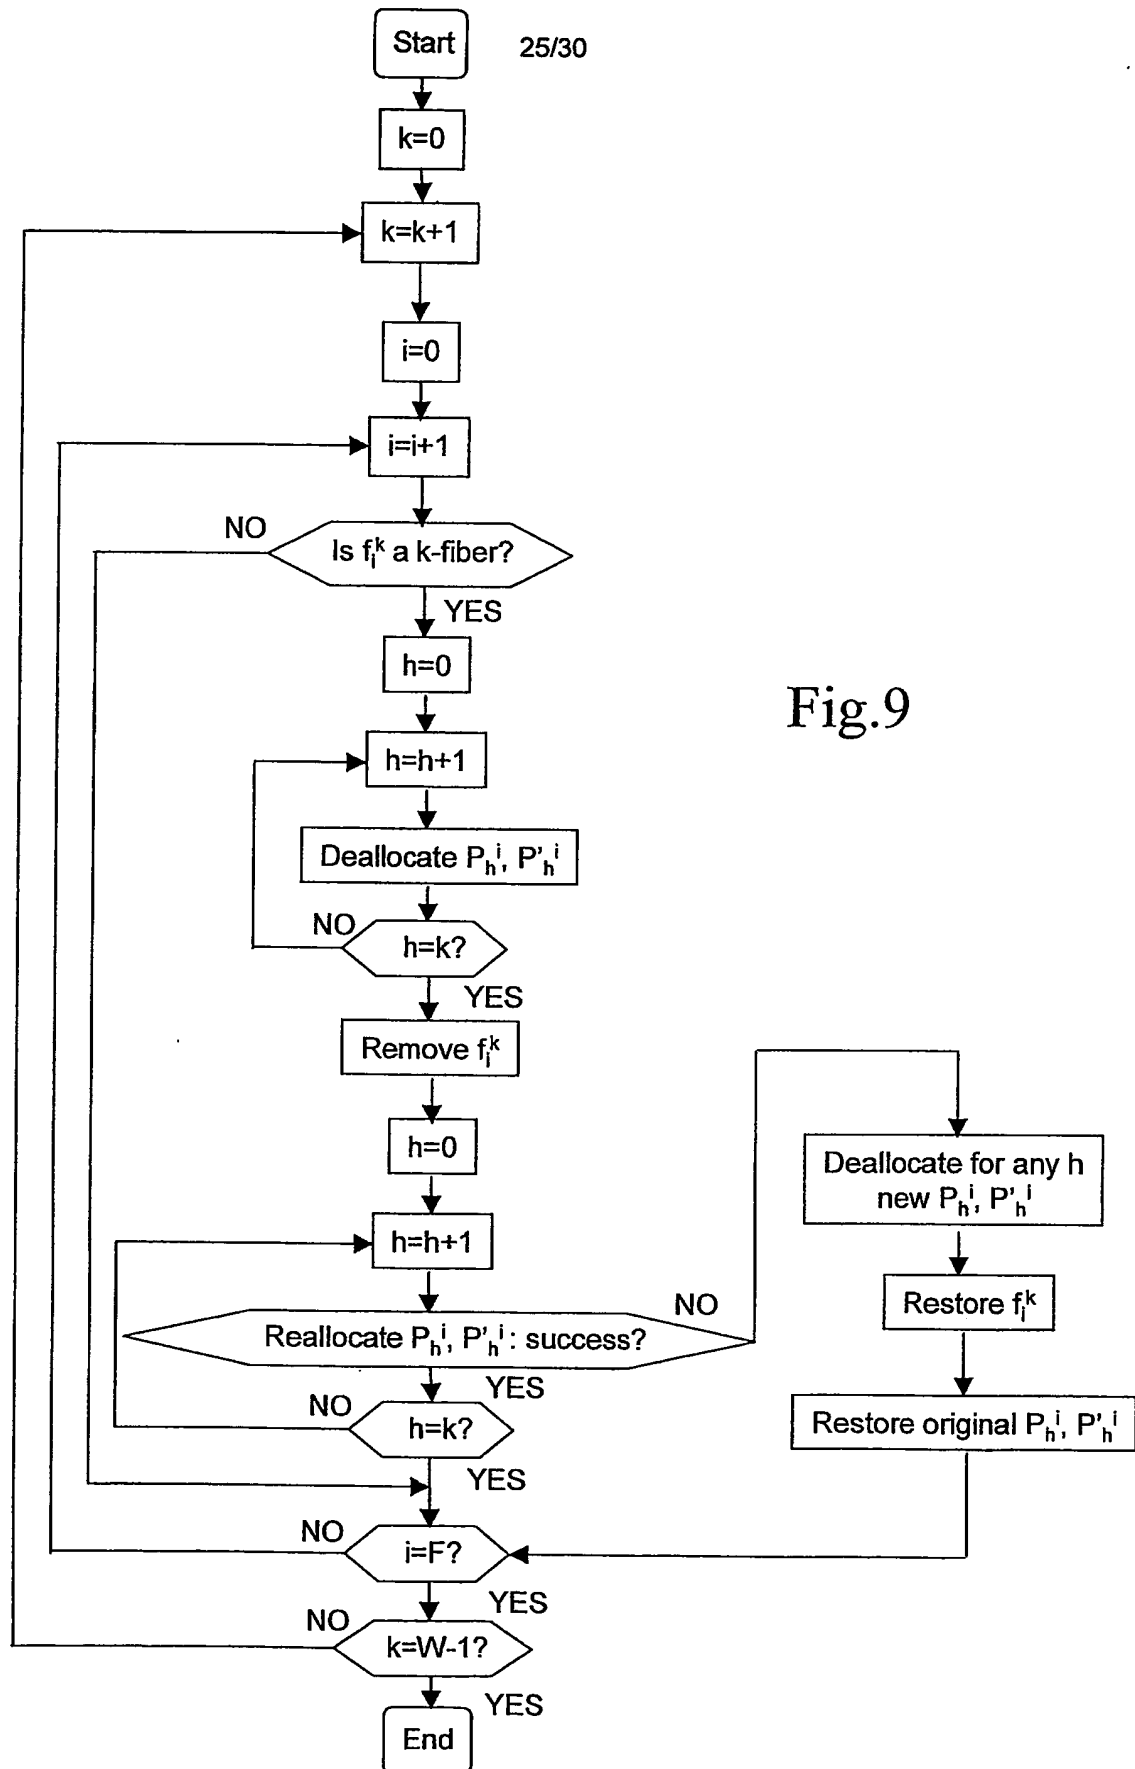 Start
25/30
k=0
k=k+1
i=0
i=i+1
NO
Is f_i^k a k-fiber?
YES
h=0
Fig.9
h=h+1
Deallocate P_h^i, P'_h^i
NO
h=k?
YES
Remove f_i^k
h=0
Deallocate for any h
new P_h^i, P'_h^i
h=h+1
NO
Restore f_i^k
Reallocate P_h^i, P'_h^i : success?
YES
NO
h=k?
Restore original P_h^i, P'_h^i
YES
NO
i=F?
YES
NO
k=W-1?
YES
End